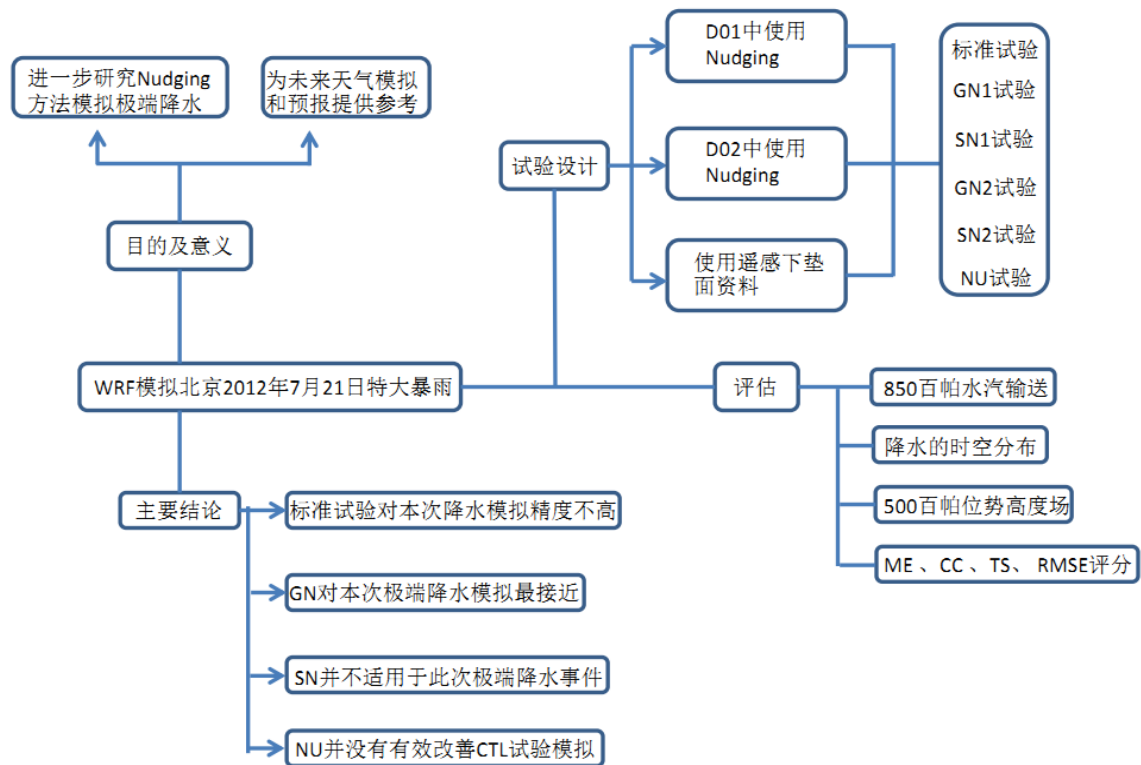 进一步研究Nudging
方法模拟极端降水
为未来天气模拟
和预报提供参考
目的及意义
试验设计
D01中使用
Nudging
D02中使用
Nudging
使用遥感下垫
面资料
标准试验
GN1试验
SN1试验
GN2试验
SN2试验
NU试验
WRF模拟北京2012年7月21日特大暴雨
评估
850百帕水汽输送
降水的时空分布
500百帕位势高度场
ME 、CC 、TS、 RMSE评分
主要结论
标准试验对本次降水模拟精度不高
GN对本次极端降水模拟最接近
SN并不适用于此次极端降水事件
NU并没有有效改善CTL试验模拟